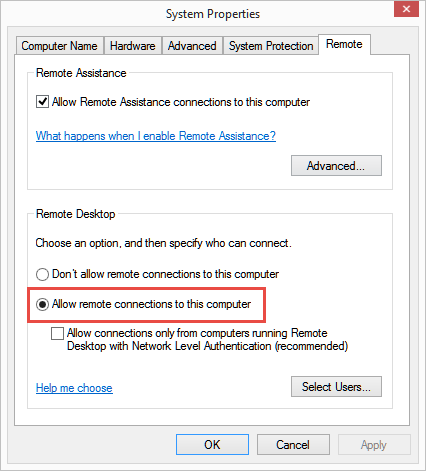 System Properties
Computer Name Hardware Advanced System Protection Remote
Remote Assistance
Allow Remote Assistance connections to this computer
What happens when I enable Remote Assistance?
Advanced...
Remote Desktop
Choose an option, and then specify who can connect.
Don't allow remote connections to this computer
Allow remote connections to this computer
Allow connections only from computers running Remote
Desktop with Network Level Authentication (recommended)
Help me choose
Select Users...
OK Cancel Apply